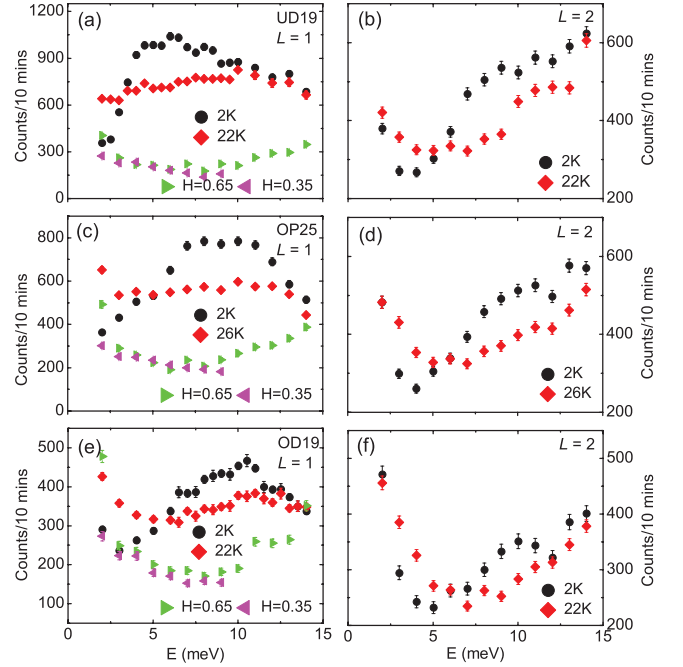 (a)
UD19
L = 1
2K
22K
H=0.65
H=0.35
Counts/10 mins
1200
900
600
300
0
(b)
L = 2
2K
22K
Counts/10 mins
600
400
200
(c)
OP25
L = 1
2K
26K
H=0.65
H=0.35
Counts/10 mins
800
600
400
200
0
(d)
L = 2
2K
26K
Counts/10 mins
600
400
200
(e)
OD19
L = 1
2K
22K
H=0.65
H=0.35
Counts/10 mins
500
400
300
200
100
0
5
10
15
E (meV)
(f)
L = 2
2K
22K
Counts/10 mins
500
400
300
200
0
5
10
15
E (meV)